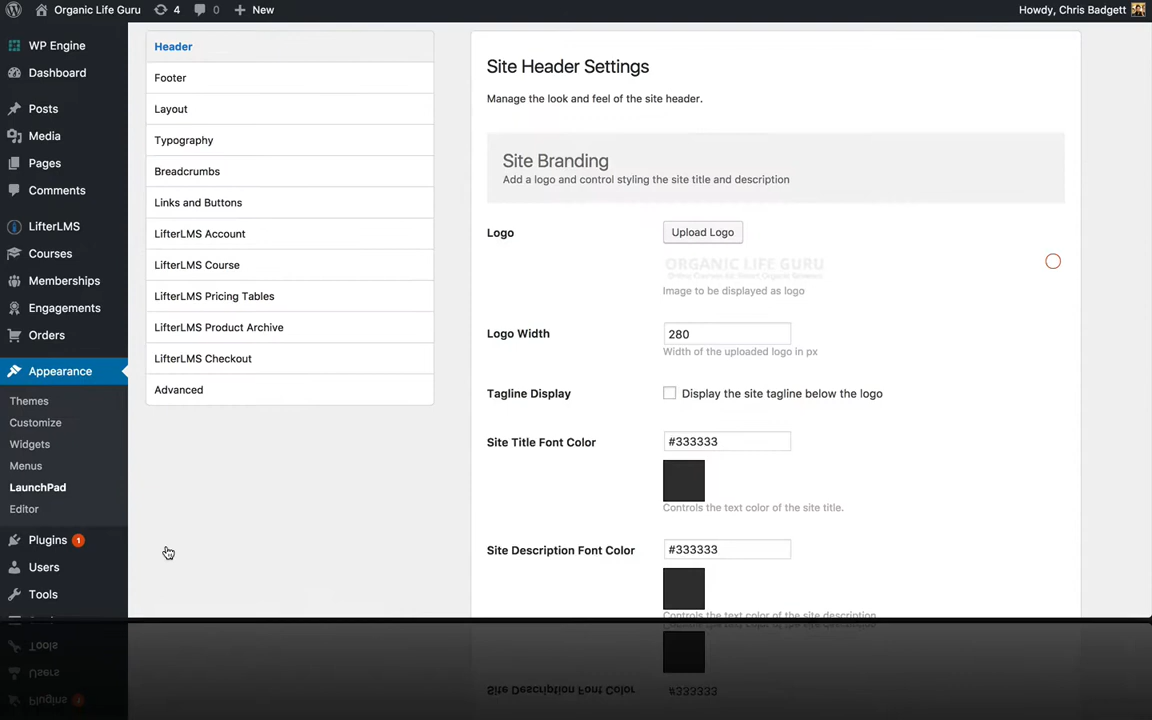 Organic Life Guru
4
0
New
Howdy, Chris Badgett
WP Engine
Dashboard
Posts
Media
Pages
Comments
LifterLMS
Courses
Memberships
Engagements
Orders
Appearance
Themes
Customize
Widgets
Menus
LaunchPad
Editor
Plugins 1
Users
Tools
Header
Footer
Layout
Typography
Breadcrumbs
Links and Buttons
LifterLMS Account
LifterLMS Course
LifterLMS Pricing Tables
LifterLMS Product Archive
LifterLMS Checkout
Advanced
Site Header Settings
Manage the look and feel of the site header.
Site Branding
Add a logo and control styling the site title and description
Logo
Upload Logo
ORGANIC LIFE GURU
Image to be displayed as logo
Logo Width
280
Width of the uploaded logo in px
Tagline Display
Display the site tagline below the logo
Site Title Font Color
#333333
Controls the text color of the site title.
Site Description Font Color
#333333
Controls the text color of the site description